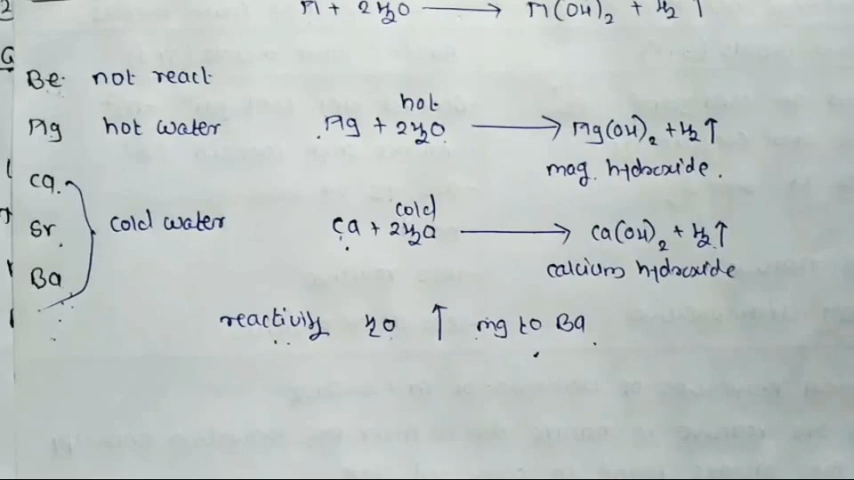 M + 2H₂O ⟶ M(OH)₂ + H₂ ↑
Be not react
Mg hot water Mg + 2H₂O hot ⟶ Mg(OH)₂ + H₂↑
mag. hydroxide.
Ca
Sr cold water Ca + 2H₂O cold ⟶ Ca(OH)₂ + H₂↑
Ba calcium hydroxide
reactivity H₂O ↑ mg to Ba